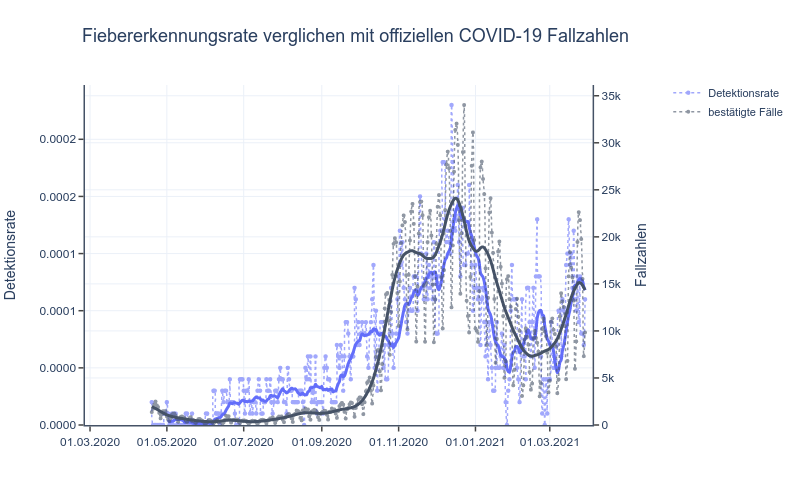 Fiebererkennungsrate verglichen mit offiziellen COVID-19 Fallzahlen
Detektionsrate
bestätigte Fälle
35k
30k
25k
20k
15k
10k
5k
0
0.0002
0.0002
0.0001
0.0001
0.0000
0.0000
Detektionsrate
Fallzahlen
01.03.2020
01.05.2020
01.07.2020
01.09.2020
01.11.2020
01.01.2021
01.03.2021